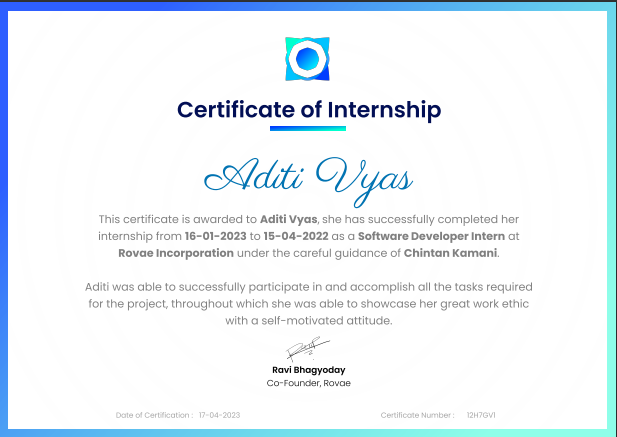 Certificate of Internship
Aditi Vyas
This certificate is awarded to Aditi Vyas, she has successfully completed her
internship from 16-01-2023 to 15-04-2022 as a Software Developer Intern at
Rovae Incorporation under the careful guidance of Chintan Kamani.
Aditi was able to successfully participate in and accomplish all the tasks required
for the project, throughout which she was able to showcase her great work ethic
with a self-motivated attitude.
Ravi Bhagyoday
Co-Founder, Rovae
Date of Certification : 17-04-2023 Certificate Number : 12H7GV1